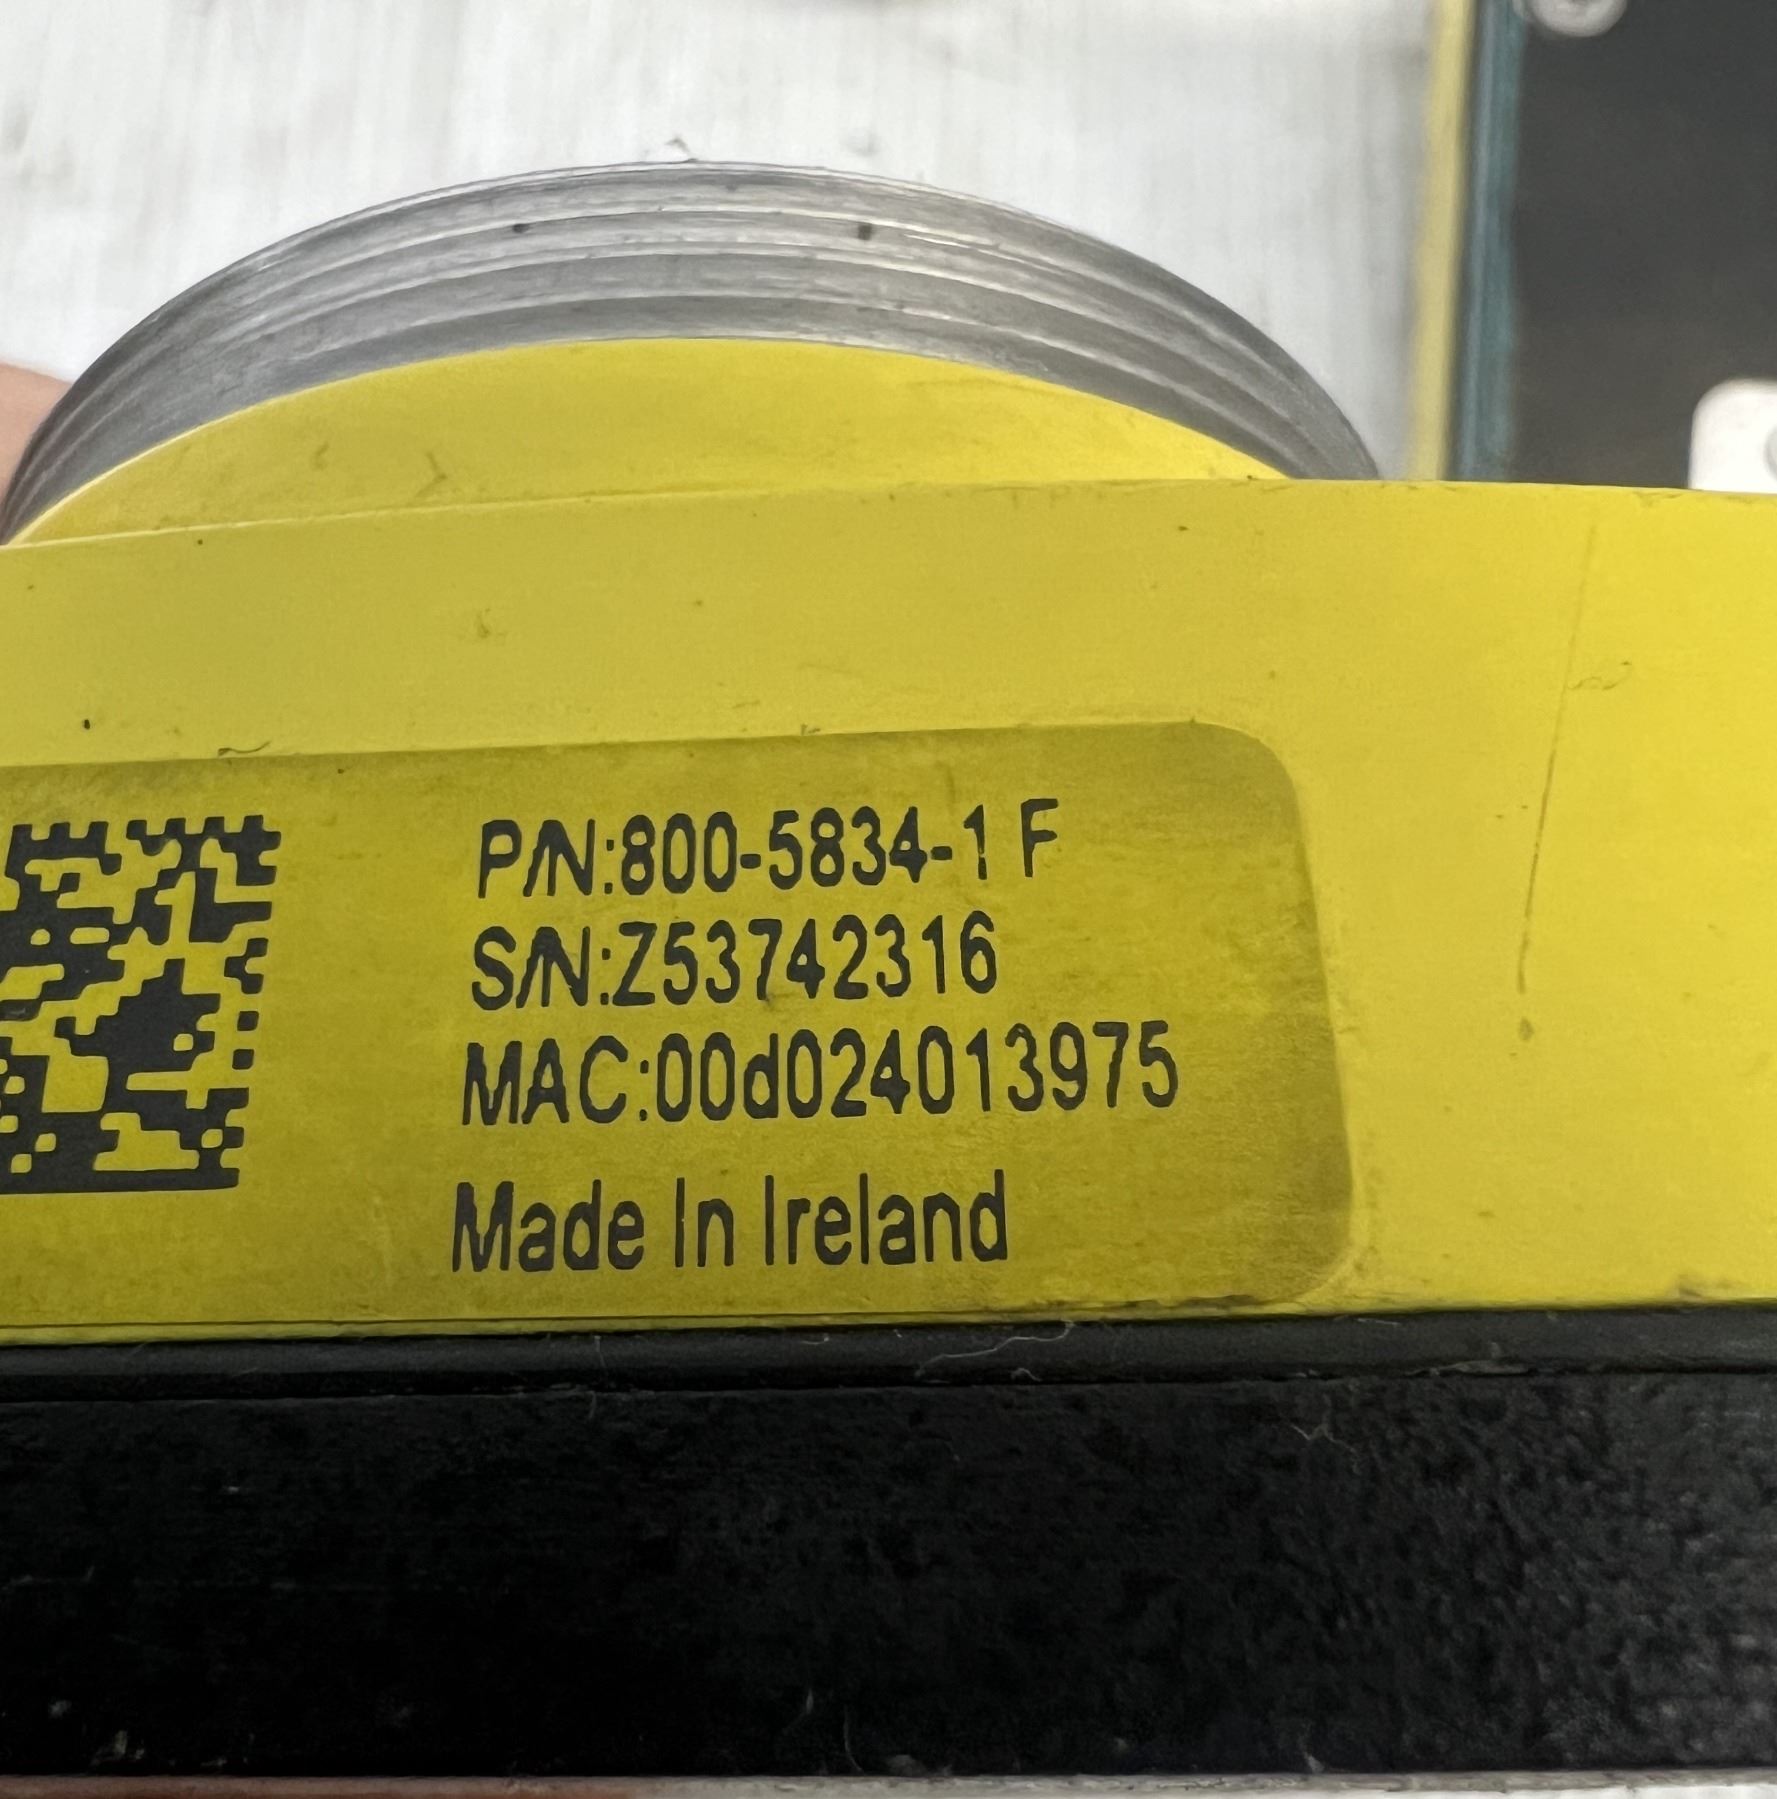 P/N:800-5834-1 F
S/N:Z53742316
MAC:00d024013975
Made In Ireland